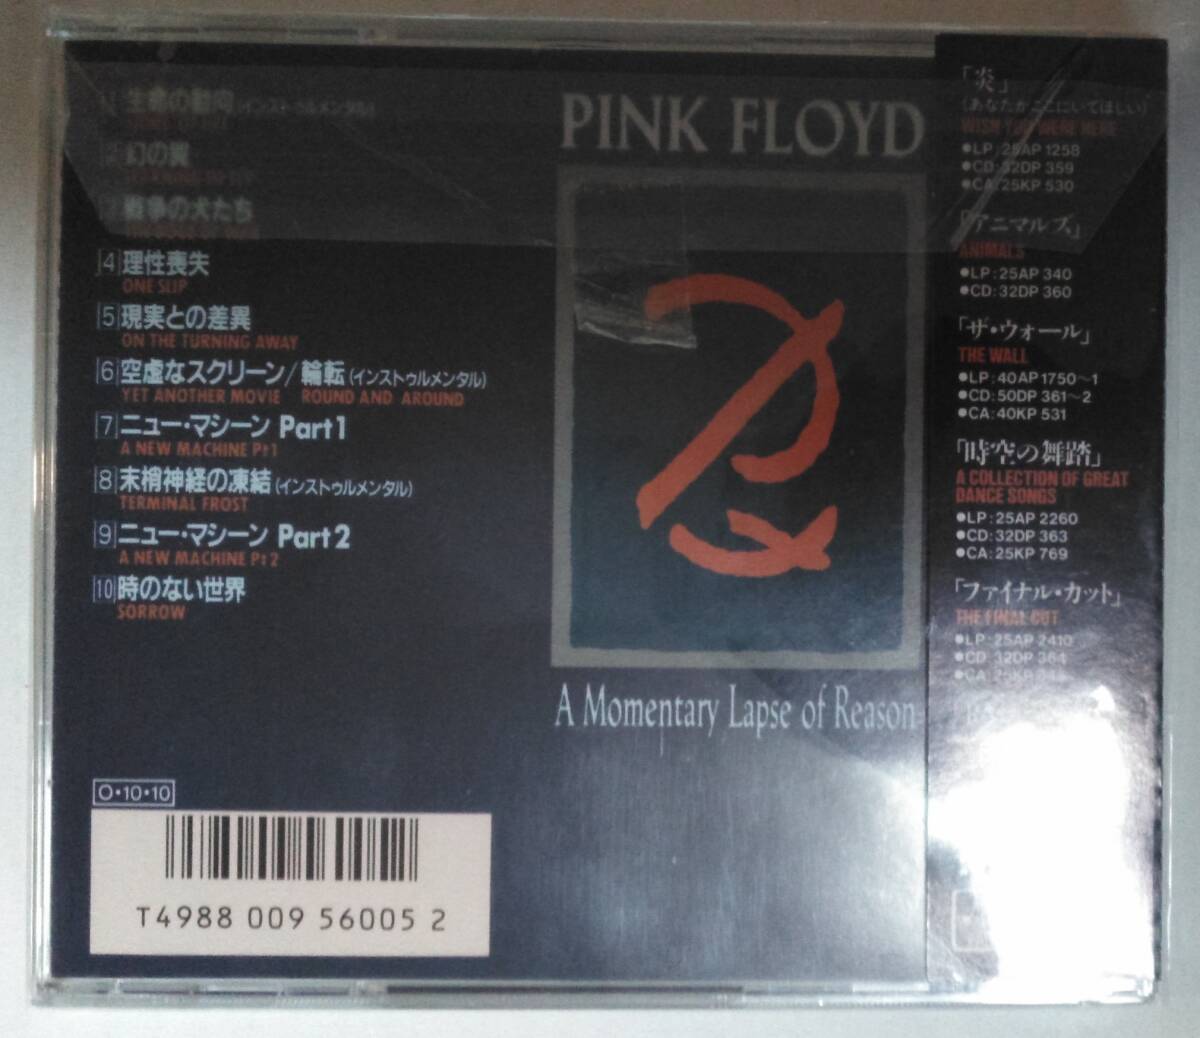 1 生命の動向 (インストゥルメンタル)
2 幻の翼
3 戦争の犬たち
4 理性喪失
ONE SLIP
5 現実との差異
ON THE TURNING AWAY
6 空虚なスクリーン/輪転 (インストゥルメンタル)
YET ANOTHER MOVIE ROUND AND AROUND
7 ニュー・マシーン Part 1
A NEW MACHINE Pt 1
8 末梢神経の凍結 (インストゥルメンタル)
TERMINAL FROST
9 ニュー・マシーン Part 2
A NEW MACHINE Pt 2
10 時のない世界
SORROW
O・10・10
T4988 009 56005 2
PINK FLOYD
A Momentary Lapse of Reason
「炎」
(あなたがここにいてほしい)
WISH YOU WERE HERE
●LP:25AP 1258
●CD:32DP 359
●CA:25KP 530
「アニマルズ」
ANIMALS
●LP:25AP 340
●CD:32DP 360
「ザ・ウォール」
THE WALL
●LP:40AP 1750〜1
●CD:50DP 361〜2
●CA:40KP 531
「時空の舞踏」
A COLLECTION OF GREAT
DANCE SONGS
●LP:25AP 2260
●CD:32DP 363
●CA:25KP 769
「ファイナル・カット」
THE FINAL CUT
●LP:25AP 2410
●CD:32DP 364
●CA:25KP